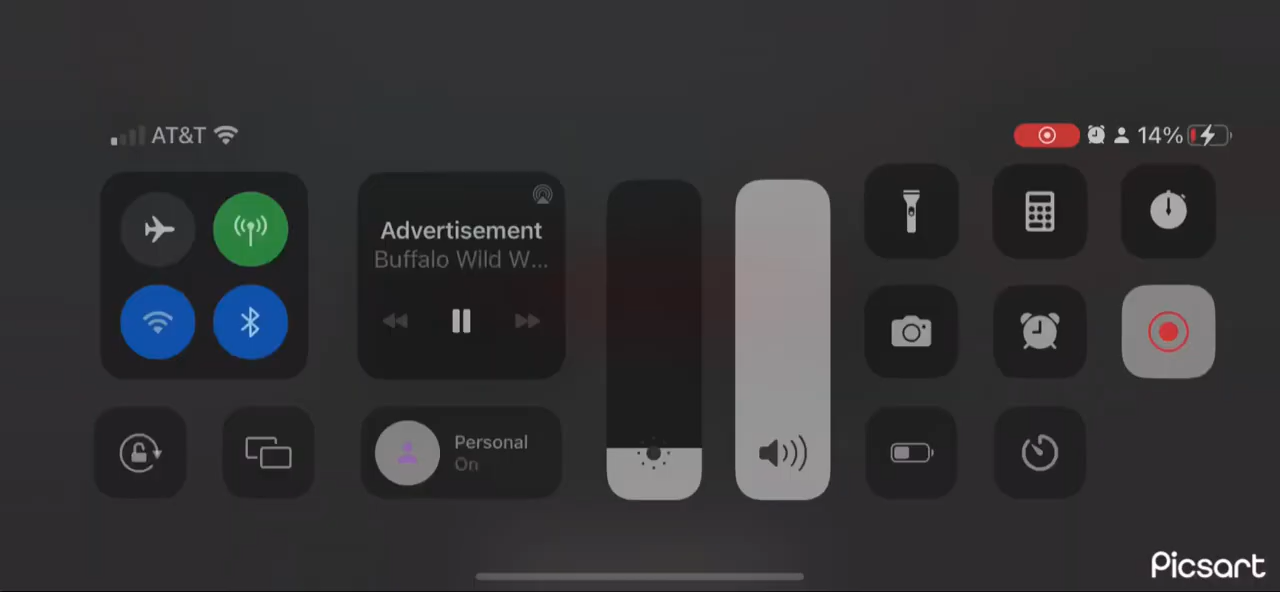 AT&T
14%
Advertisement
Buffalo Wild W...
Personal
On
Picsart